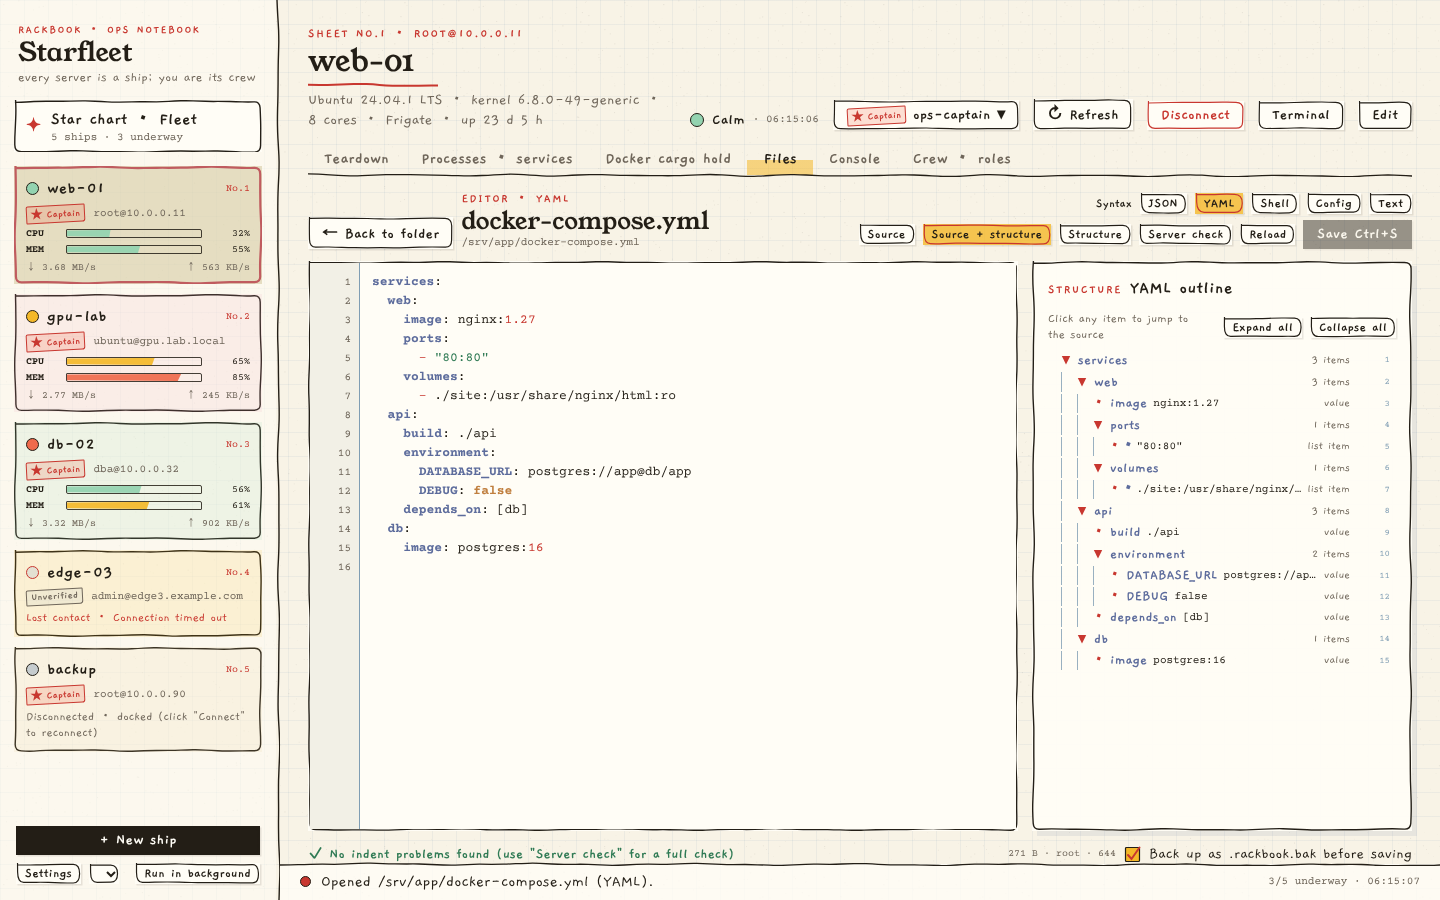 RACKBOOK • OPS NOTEBOOK
Starfleet
every server is a ship; you are its crew
Star chart • Fleet
5 ships · 3 underway
web-01 No.1
★ Captain root@10.0.0.11
CPU 32%
MEM 55%
↓ 3.68 MB/s ↑ 563 KB/s
gpu-lab No.2
★ Captain ubuntu@gpu.lab.local
CPU 65%
MEM 85%
↓ 2.77 MB/s ↑ 245 KB/s
db-02 No.3
★ Captain dba@10.0.0.32
CPU 56%
MEM 61%
↓ 3.32 MB/s ↑ 902 KB/s
edge-03 No.4
Unverified admin@edge3.example.com
Lost contact • Connection timed out
backup No.5
★ Captain root@10.0.0.90
Disconnected • docked (click "Connect"
to reconnect)
+ New ship
Settings Run in background
SHEET NO.1 • ROOT@10.0.0.11
web-01
Ubuntu 24.04.1 LTS • kernel 6.8.0-49-generic •
8 cores • Frigate • up 23 d 5 h
Calm · 06:15:06
★ Captain ops-captain ▼
Refresh
Disconnect
Terminal
Edit
Teardown Processes • services Docker cargo hold Files Console Crew • roles
← Back to folder
EDITOR • YAML
docker-compose.yml
/srv/app/docker-compose.yml
Syntax JSON YAML Shell Config Text
Source Source + structure Structure Server check Reload Save Ctrl+S
1 services:
2 web:
3 image: nginx:1.27
4 ports:
5 - "80:80"
6 volumes:
7 - ./site:/usr/share/nginx/html:ro
8 api:
9 build: ./api
10 environment:
11 DATABASE_URL: postgres://app@db/app
12 DEBUG: false
13 depends_on: [db]
14 db:
15 image: postgres:16
16
STRUCTURE YAML outline
Click any item to jump to
the source
Expand all Collapse all
▼ services 3 items 1
▼ web 3 items 2
• image nginx:1.27 value 3
▼ ports 1 items 4
• • "80:80" list item 5
▼ volumes 1 items 6
• • ./site:/usr/share/nginx/… list item 7
▼ api 3 items 8
• build ./api value 9
▼ environment 2 items 10
• DATABASE_URL postgres://ap… value 11
• DEBUG false value 12
• depends_on [db] value 13
▼ db 1 items 14
• image postgres:16 value 15
✓ No indent problems found (use "Server check" for a full check)
271 B · root · 644 Back up as .rackbook.bak before saving
Opened /srv/app/docker-compose.yml (YAML).
3/5 underway · 06:15:07